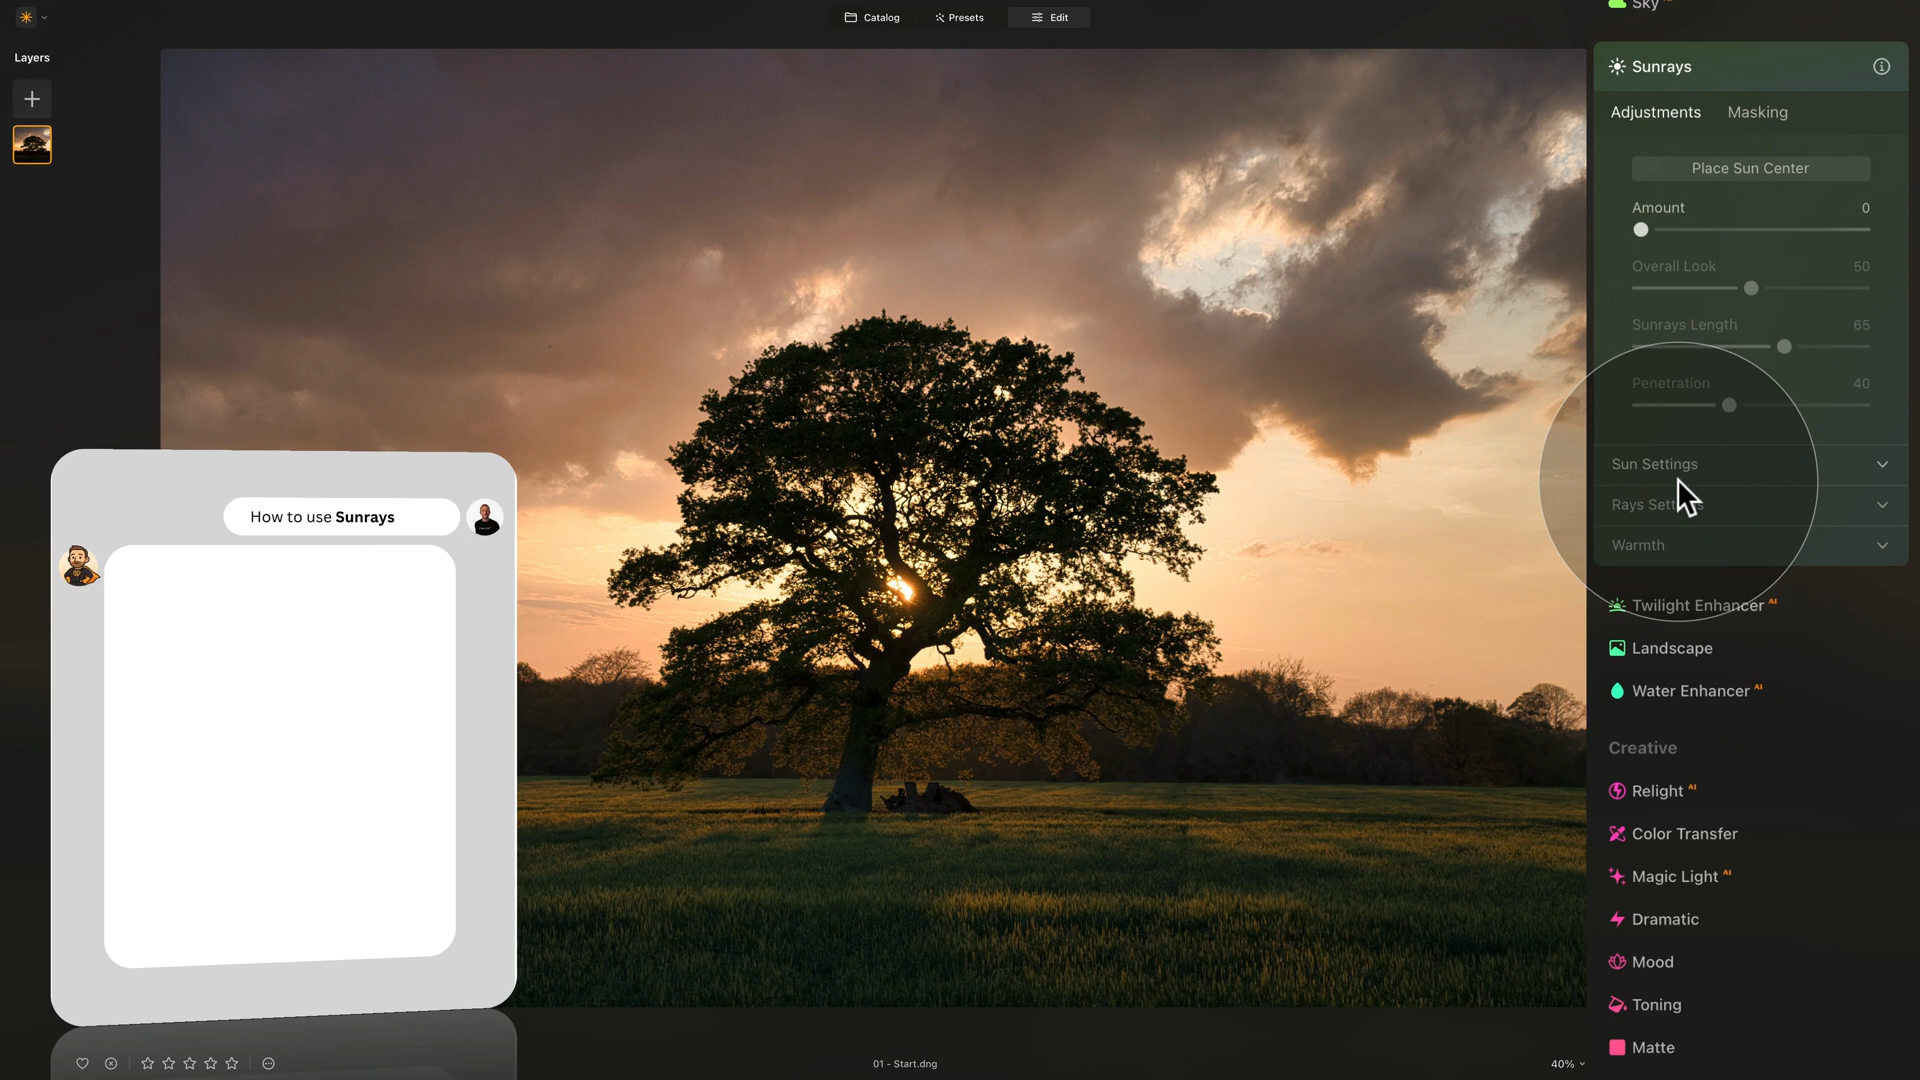 Catalog
Presets
Edit
Layers
How to use Sunrays
01 - Start.dng
40%
Sky
Sunrays
Adjustments
Masking
Place Sun Center
Amount 0
Overall Look 50
Sunrays Length 65
Penetration 40
Sun Settings
Rays Settings
Warmth
Twilight Enhancer AI
Landscape
Water Enhancer AI
Creative
Relight AI
Color Transfer
Magic Light AI
Dramatic
Mood
Toning
Matte